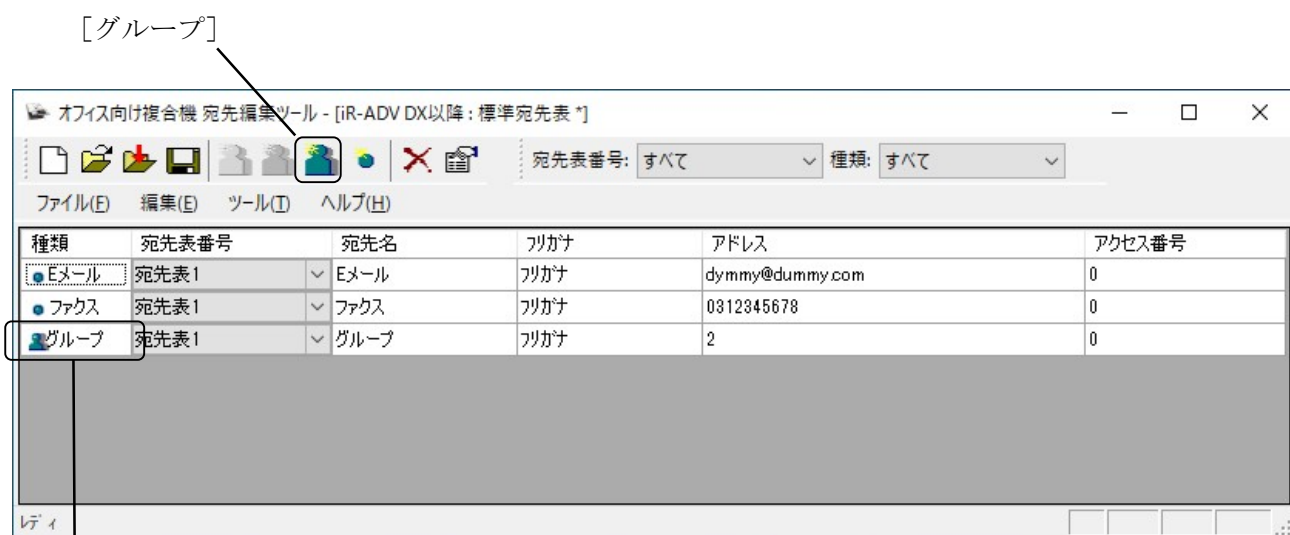 ［グループ］
オフィス向け複合機 宛先編集ツール - [iR-ADV DX以降 : 標準宛先表 *]
宛先表番号: すべて 種類: すべて
ファイル(F) 編集(E) ツール(T) ヘルプ(H)
種類 宛先表番号 宛先名 フリガナ アドレス アクセス番号
Eメール 宛先表1 Eメール フリガナ dymmy@dummy.com 0
ファクス 宛先表1 ファクス フリガナ 0312345678 0
グループ 宛先表1 グループ フリガナ 2 0
レディ